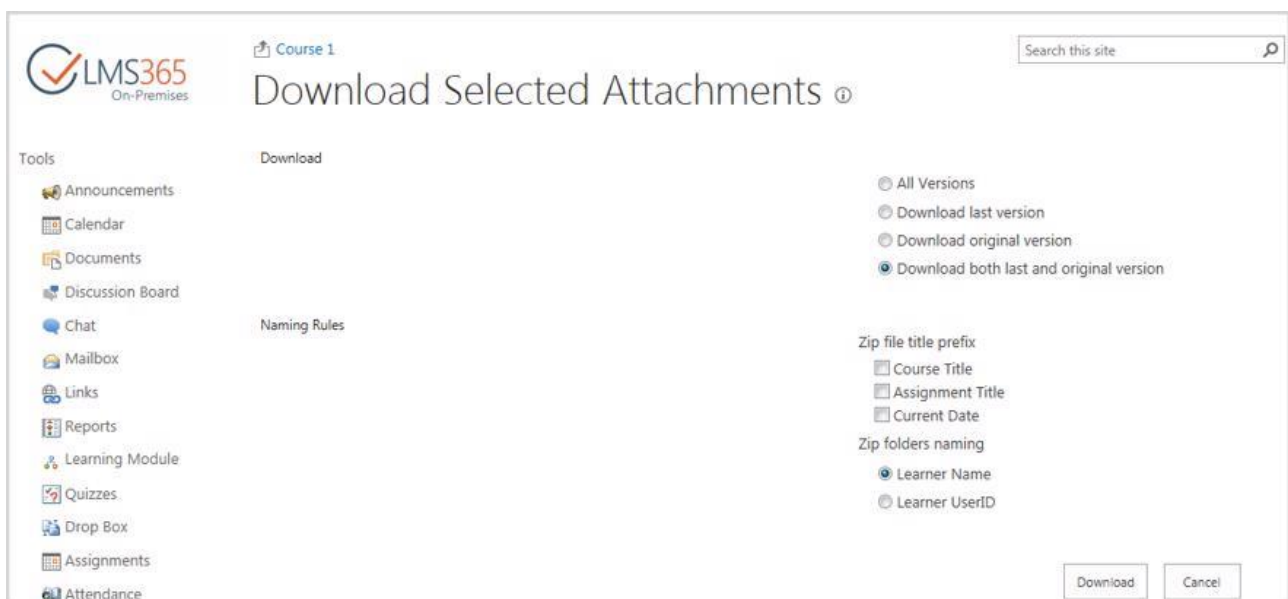 LMS365
On-Premises
Course 1
Search this site
Download Selected Attachments
Tools
Announcements
Calendar
Documents
Discussion Board
Chat
Mailbox
Links
Reports
Learning Module
Quizzes
Drop Box
Assignments
Attendance
Download
All Versions
Download last version
Download original version
Download both last and original version
Naming Rules
Zip file title prefix
Course Title
Assignment Title
Current Date
Zip folders naming
Learner Name
Learner UserID
Download
Cancel